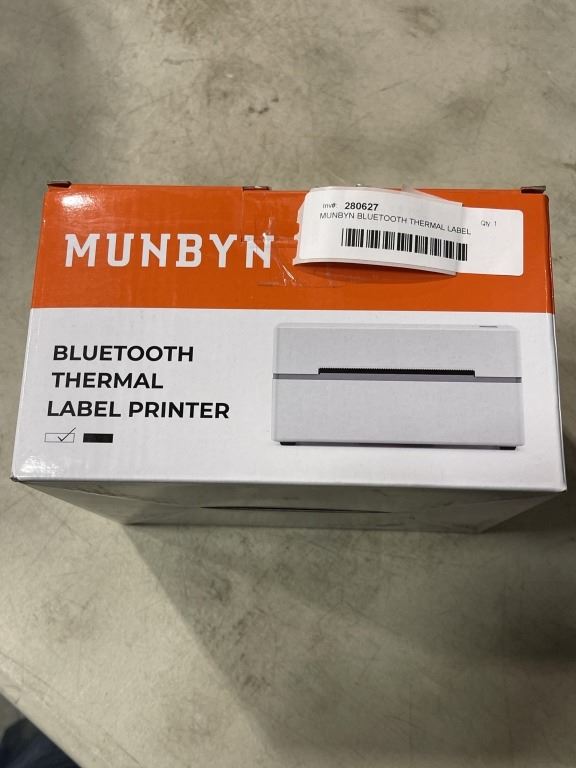 Inv#: 280627
MUNBYN BLUETOOTH THERMAL LABEL
Qty: 1
MUNBYN
BLUETOOTH
THERMAL
LABEL PRINTER